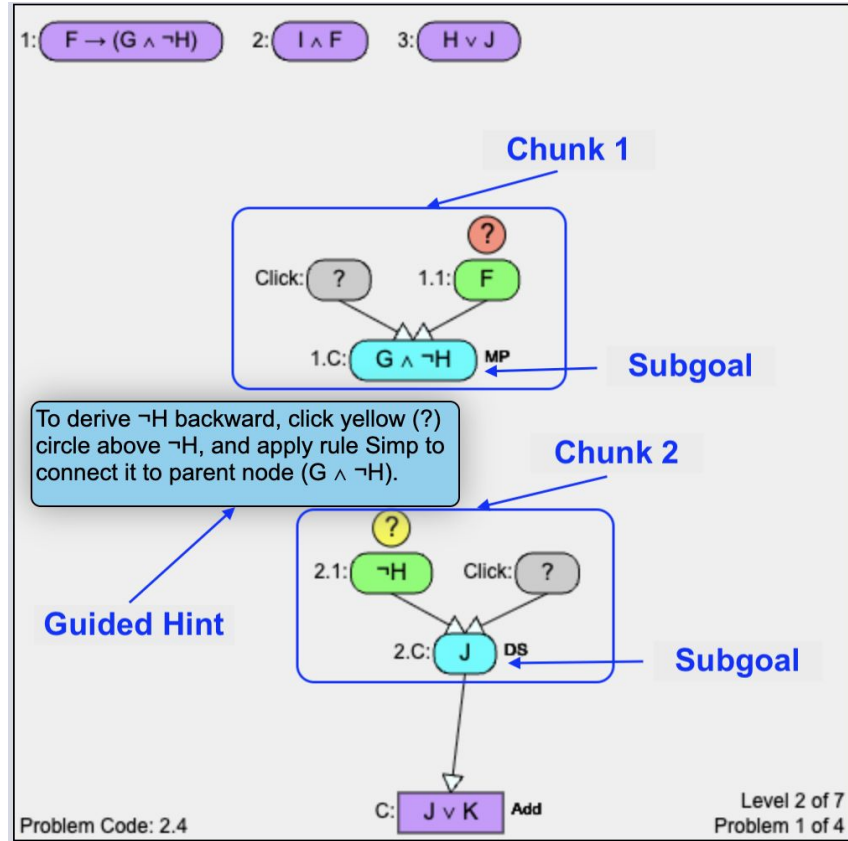 1: F → (G ∧ ¬H) 2: I ∧ F 3: H ∨ J
Chunk 1
?
Click: ? 1.1: F
1.C: G ∧ ¬H MP
Subgoal
To derive ¬H backward, click yellow (?)
circle above ¬H, and apply rule Simp to
connect it to parent node (G ∧ ¬H).
Chunk 2
?
2.1: ¬H Click: ?
Guided Hint
2.C: J DS
Subgoal
C: J ∨ K Add
Level 2 of 7
Problem Code: 2.4
Problem 1 of 4